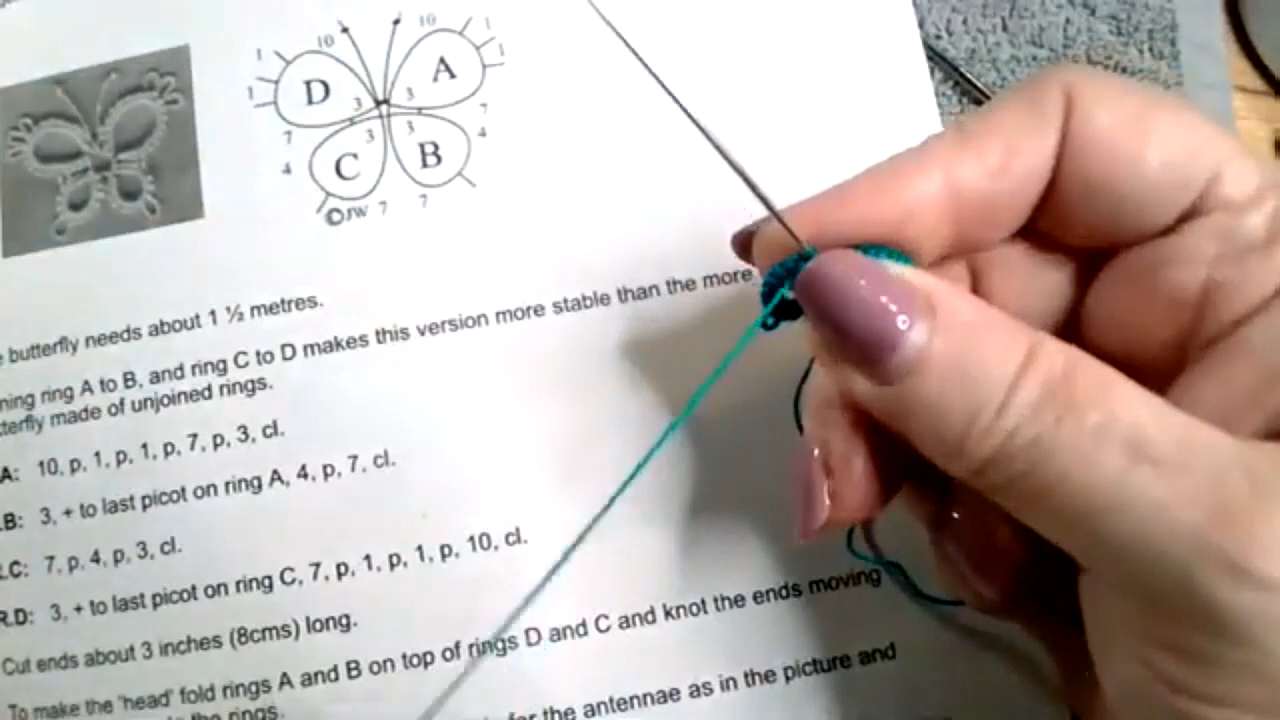 10 10 1 1
1 1
D A
3 3
7 3 3 7
4 C B 4
©JW 7 7
butterfly needs about 1 ½ metres.
ring A to B, and ring C to D makes this version more stable than the more
made of unjoined rings.
A: 10, p, 1, p, 1, p, 7, p, 3, cl.
B: 3, + to last picot on ring A, 4, p, 7, cl.
C: 7, p, 4, p, 3, cl.
R.D: 3, + to last picot on ring C, 7, p, 1, p, 1, p, 10, cl.
Cut ends about 3 inches (8cms) long.
To make the 'head' fold rings A and B on top of rings D and C and knot the ends moving
the rings. for the antennae as in the picture and